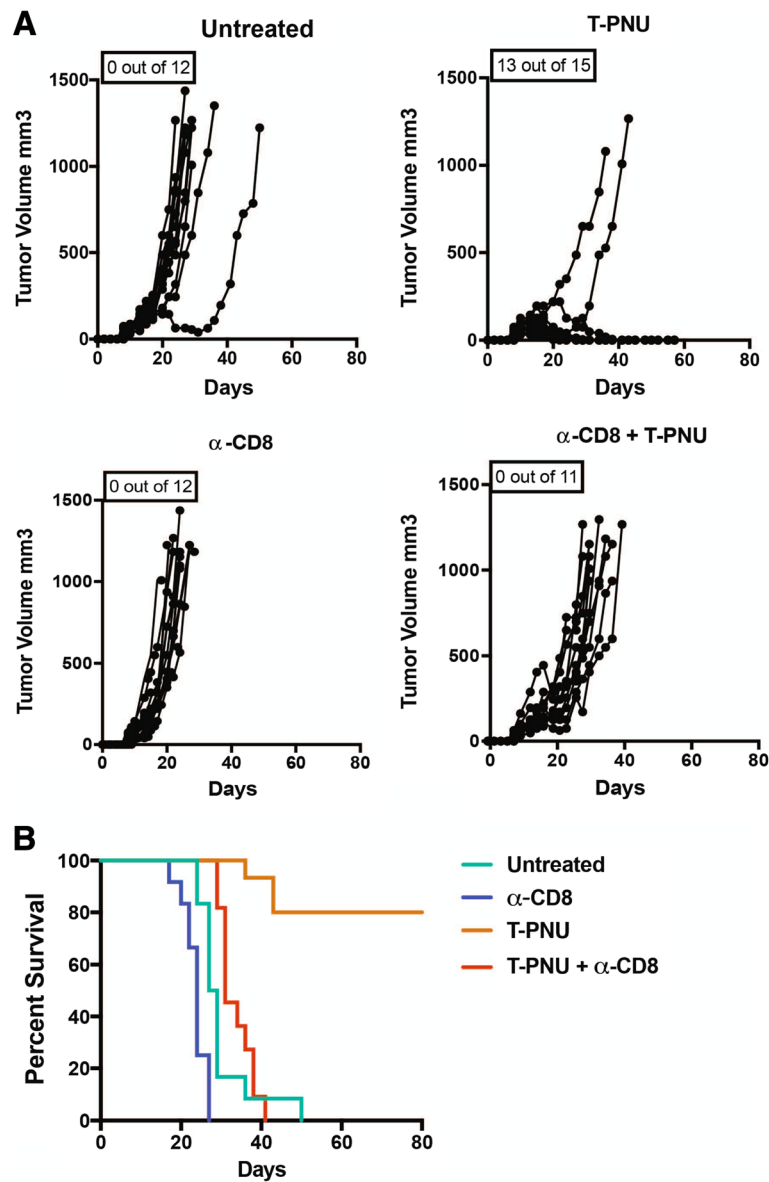 A
Untreated
0 out of 12
1500
1000
500
0
0 20 40 60 80
Tumor Volume mm3
Days
T-PNU
13 out of 15
1500
1000
500
0
0 20 40 60 80
Tumor Volume mm3
Days
α-CD8
0 out of 12
1500
1000
500
0
0 20 40 60 80
Tumor Volume mm3
Days
α-CD8 + T-PNU
0 out of 11
1500
1000
500
0
0 20 40 60 80
Tumor Volume mm3
Days
B
100
80
60
40
20
0
0 20 40 60 80
Percent Survival
Days
Untreated
α-CD8
T-PNU
T-PNU + α-CD8